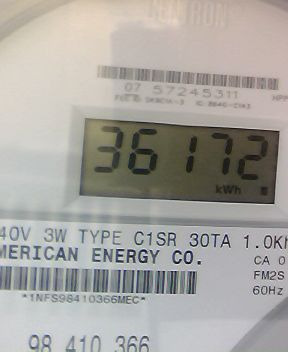 07 57245311
36172
kWh
40V 3W TYPE C1SR 30TA 1.0Kh
MERICAN ENERGY CO.
CA 0
FM2S
60Hz
*1NFS98410366MEC*
98 410 366